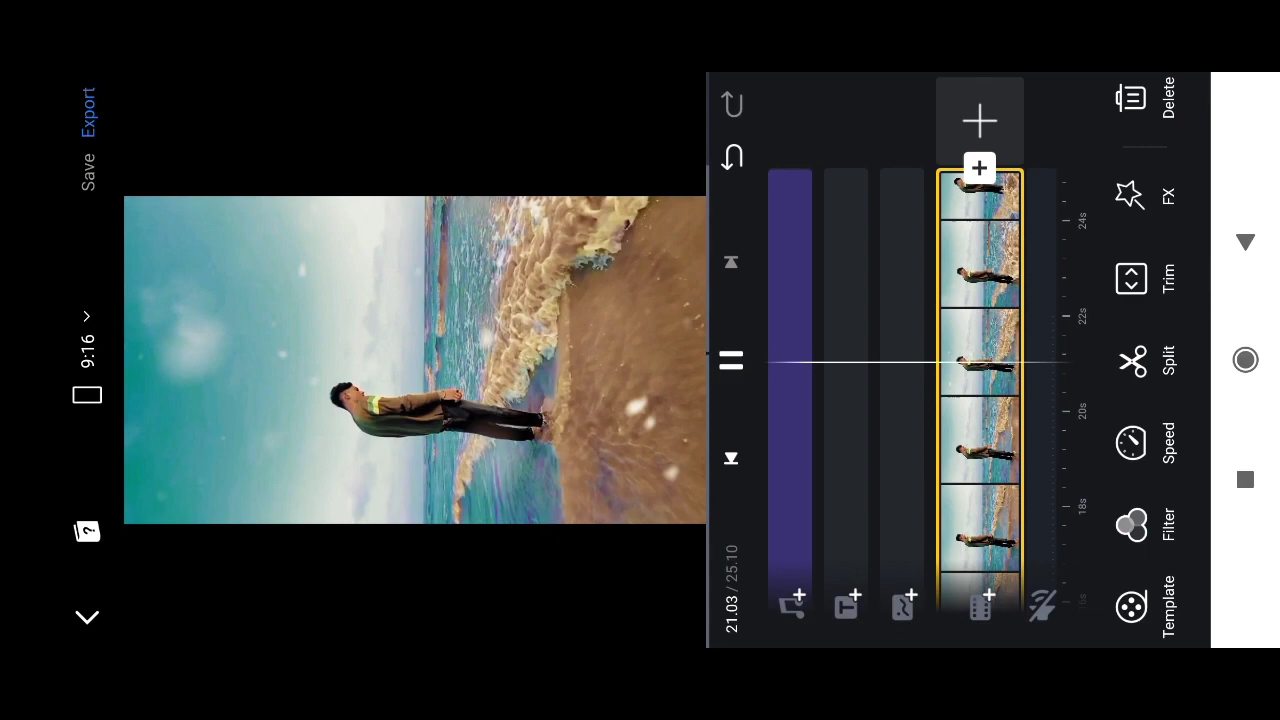 9:16
Save
Export
21.03 / 25.10
16s
18s
20s
22s
24s
Template
Filter
Speed
Split
Trim
FX
Delete